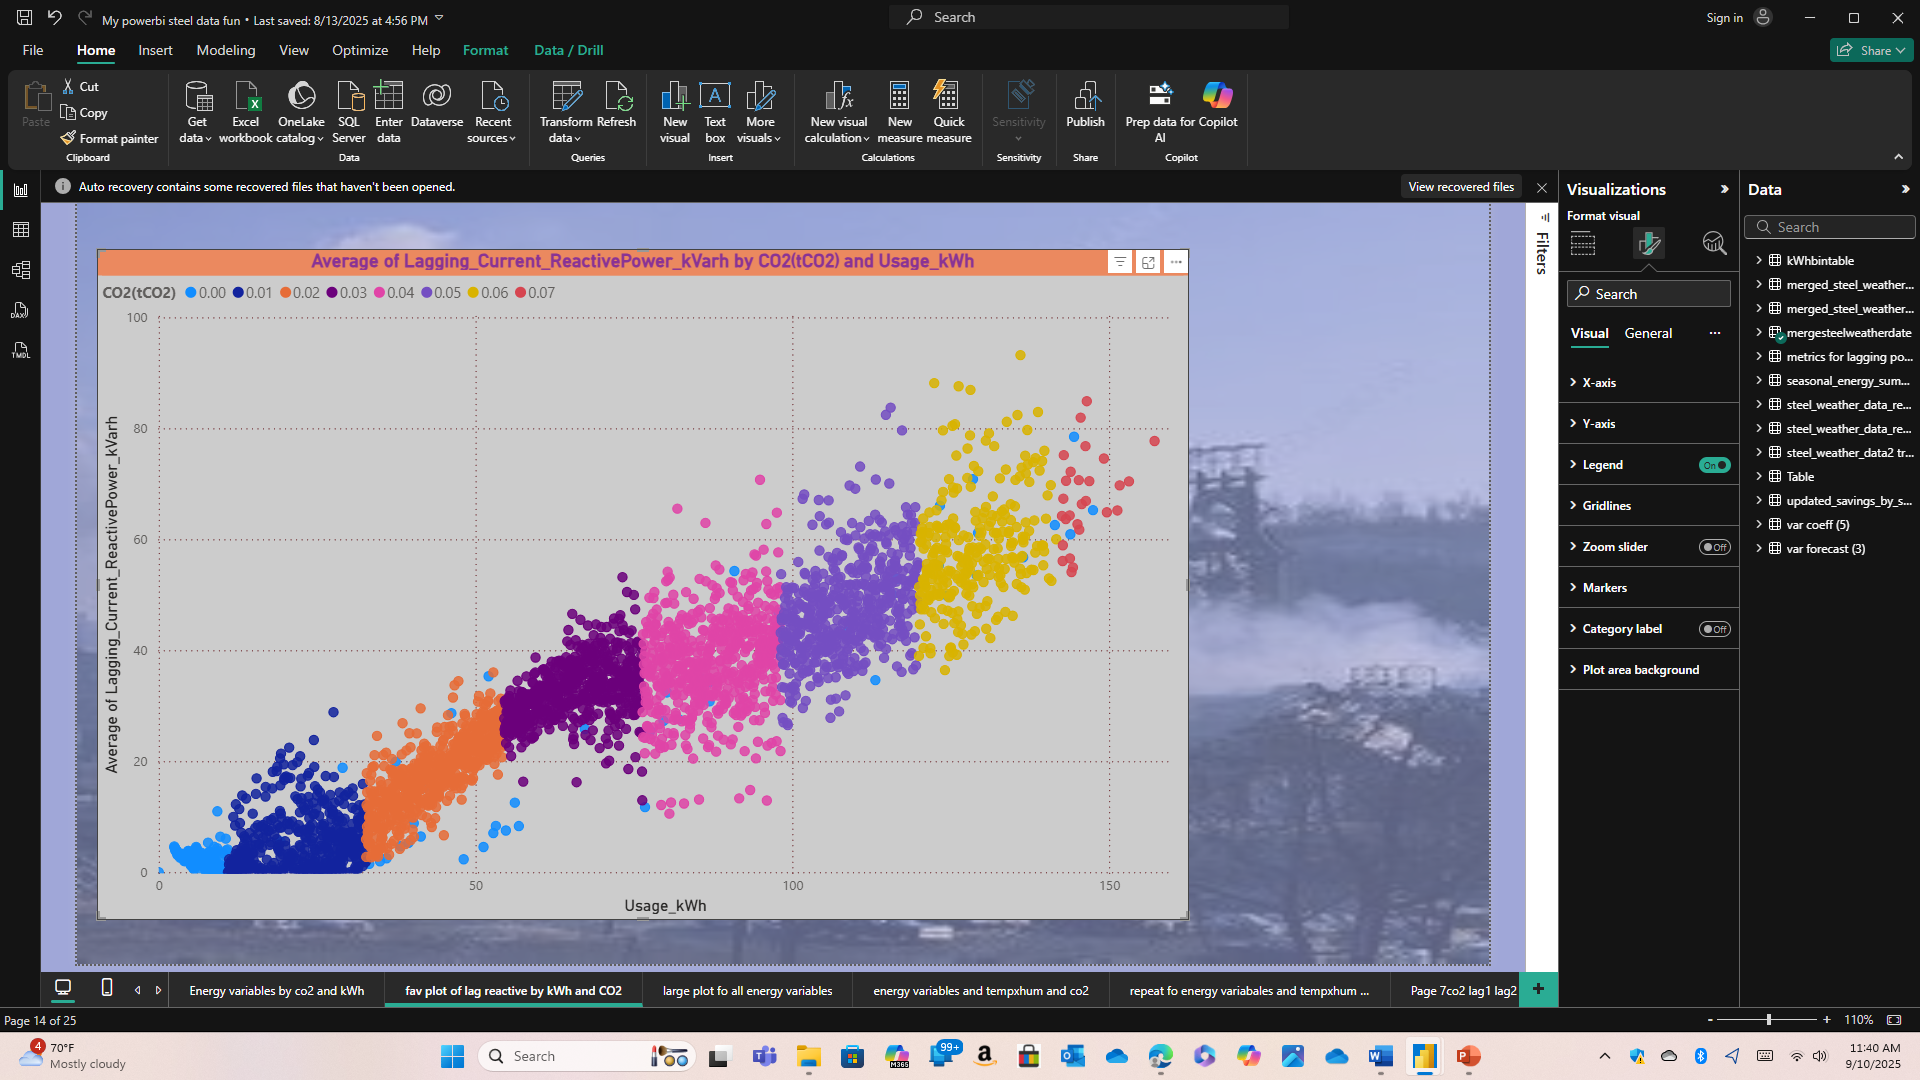 My powerbi steel data fun • Last saved: 8/13/2025 at 4:56 PM
Search
Sign in
File
Home
Insert
Modeling
View
Optimize
Help
Format
Data / Drill
Share
Paste
Cut
Copy
Format painter
Clipboard
Get data
Excel workbook
OneLake catalog
SQL Server
Enter data
Dataverse
Recent sources
Data
Transform data
Refresh
Queries
New visual
Text box
More visuals
Insert
New visual calculation
New measure
Quick measure
Calculations
Sensitivity
Sensitivity
Publish
Share
Prep data for AI
Copilot
Copilot
Auto recovery contains some recovered files that haven't been opened.
View recovered files
Average of Lagging_Current_ReactivePower_kVarh by CO2(tCO2) and Usage_kWh
CO2(tCO2) 0.00 0.01 0.02 0.03 0.04 0.05 0.06 0.07
100
80
60
40
20
0
Average of Lagging_Current_ReactivePower_kVarh
0 50 100 150
Usage_kWh
Filters
Visualizations
Format visual
Search
Visual
General
X-axis
Y-axis
Legend On
Gridlines
Zoom slider Off
Markers
Category label Off
Plot area background
Data
Search
kWhbintable
merged_steel_weather...
merged_steel_weather...
mergesteelweatherdate
metrics for lagging po...
seasonal_energy_sum...
steel_weather_data_re...
steel_weather_data_re...
steel_weather_data2 tr...
Table
updated_savings_by_s...
var coeff (5)
var forecast (3)
DAX
TMDL
Energy variables by co2 and kWh
fav plot of lag reactive by kWh and CO2
large plot fo all energy variables
energy variables and tempxhum and co2
repeat fo energy variabales and tempxhum ...
Page 7co2 lag1 lag2
Page 14 of 25
- + 110%
4
70°F
Mostly cloudy
Search
M365
99+
11:40 AM
9/10/2025